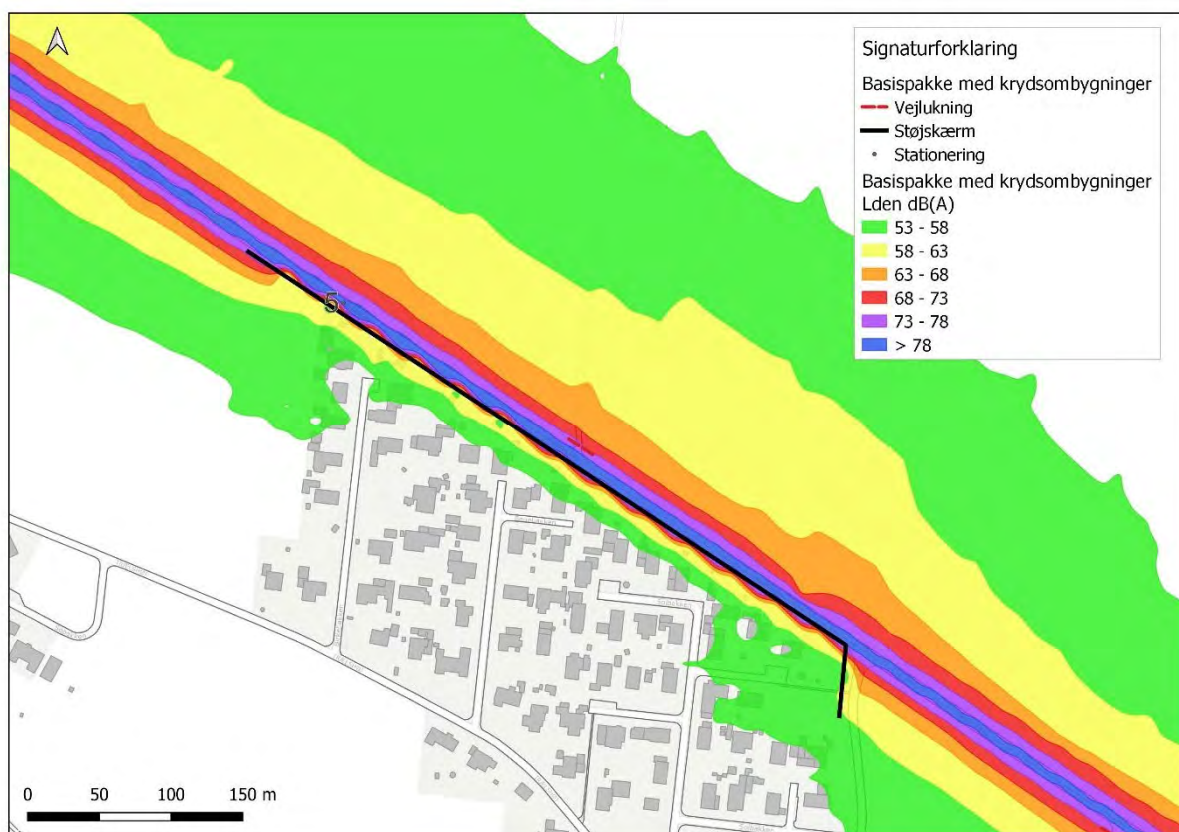 Signaturforklaring
Basispakke med krydsombygninger
Vejlukning
Støjskærm
Stationering
Basispakke med krydsombygninger
Lden dB(A)
53 - 58
58 - 63
63 - 68
68 - 73
73 - 78
> 78
5
0 50 100 150 m